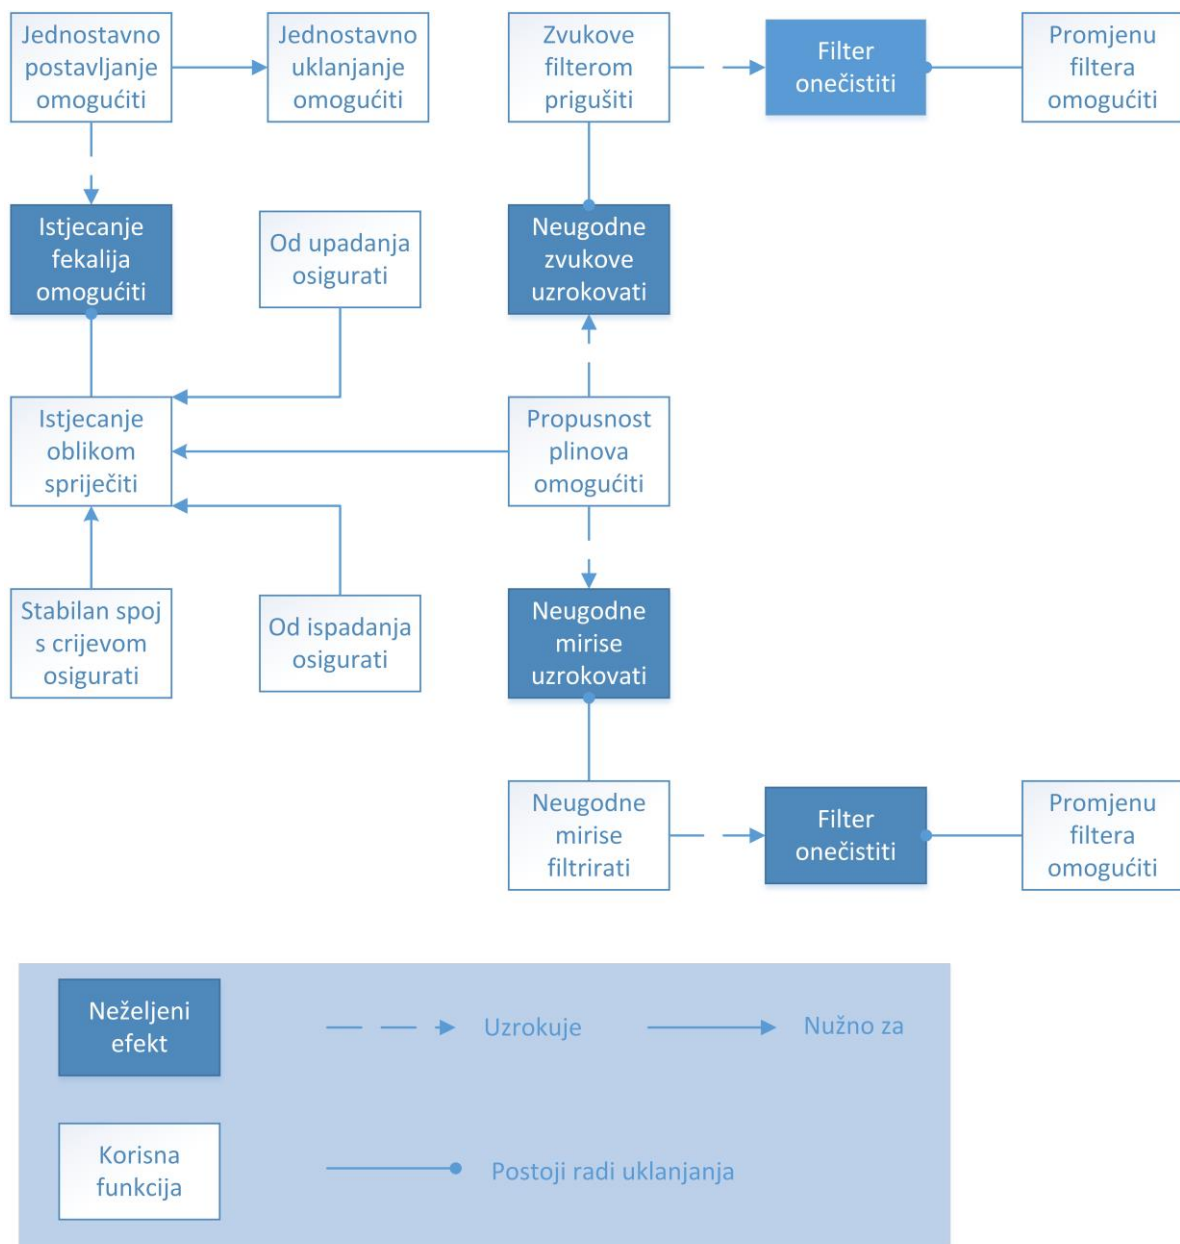 Jednostavno
postavljanje
omogućiti
Jednostavno
uklanjanje
omogućiti
Zvukove
filterom
prigušiti
Filter
onečistiti
Promjenu
filtera
omogućiti
Istjecanje
fekalija
omogućiti
Od upadanja
osigurati
Neugodne
zvukove
uzrokovati
Istjecanje
oblikom
spriječiti
Propusnost
plinova
omogućiti
Stabilan spoj
s crijevom
osigurati
Od ispadanja
osigurati
Neugodne
mirise
uzrokovati
Neugodne
mirise
filtrirati
Filter
onečistiti
Promjenu
filtera
omogućiti
Neželjeni
efekt
Uzrokuje
Nužno za
Korisna
funkcija
Postoji radi uklanjanja